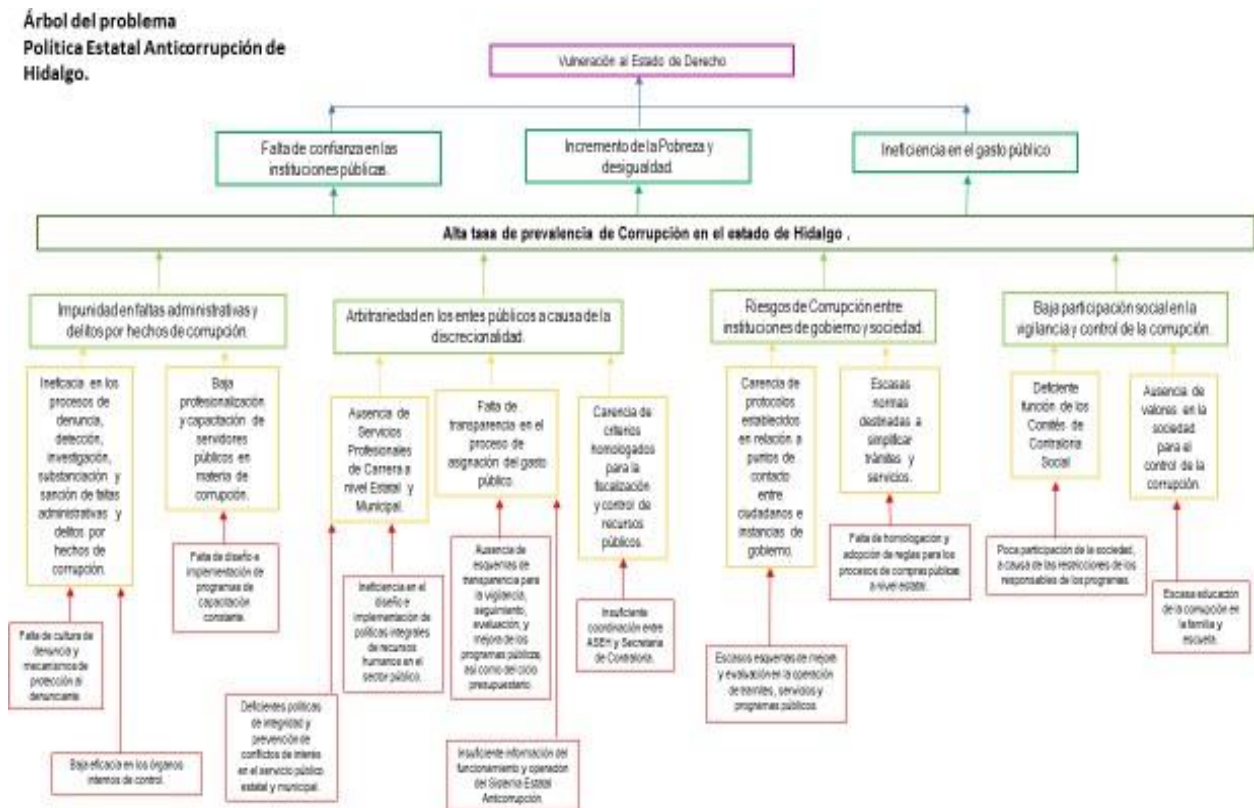 Árbol del problema
Política Estatal Anticorrupción de
Hidalgo.
Vulneración al Estado de Derecho
Falta de confianza en las
instituciones públicas.
Incremento de la Pobreza y
desigualdad.
Ineficiencia en el gasto público
Alta tasa de prevalencia de Corrupción en el estado de Hidalgo .
Impunidad en faltas administrativas y
delitos por hechos de corrupción.
Arbitrariedad en los entes públicos a causa de la
discrecionalidad.
Riesgos de Corrupción entre
instituciones de gobierno y sociedad.
Baja participación social en la
vigilancia y control de la corrupción.
Ineficacia en los
procesos de
denuncia,
detección,
investigación,
substanciación y
sanción de faltas
administrativas y
delitos por
hechos de
corrupción.
Baja
profesionalización
y capacitación de
servidores
públicos en
materia de
corrupción.
Ausencia de
Servicios
Profesionales
de Carrera a
nivel Estatal y
Municipal.
Falta de
transparencia en el
proceso de
asignación del gasto
público.
Carencia de
criterios
homologados
para la
fiscalización
y control de
recursos
públicos.
Carencia de
protocolos
establecidos
en relación a
puntos de
contacto
entre
ciudadanos e
instancias de
gobierno.
Escasas
normas
destinadas a
simplificar
trámites y
servicios.
Deficiente
función de los
Comités de
Contraloría
Social
Ausencia de
valores en la
sociedad
para el
control de la
corrupción.
Falta de cultura de
denuncia y
mecanismos de
protección al
denunciante.
Baja eficacia en los órganos
internos de control.
Falta de diseño e
implementación de
programas de
capacitación
constante.
Deficientes políticas
de integridad y
prevención de
conflictos de interés
en el servicio público
estatal y municipal.
Ineficiencia en el
diseño e
implementación de
políticas integrales
de recursos
humanos en el
sector público.
Ausencia de
esquemas de
transparencia para
la vigilancia,
seguimiento,
evaluación, y
mejora de los
programas públicos,
así como del ciclo
presupuestario.
Insuficiente información del
funcionamiento y operación
del Sistema Estatal
Anticorrupción.
Insuficiente
coordinación entre
ASEH y Secretaria
de Contraloría.
Escasos esquemas de mejora
y evaluación en la operación
de trámites, servicios y
programas públicos.
Falta de homologación y
adopción de reglas para los
procesos de compras públicas
a nivel estatal.
Poca participación de la sociedad,
a causa de las restricciones de los
responsables de los programas.
Escasa educación
de la corrupción en
la familia y
escuela.